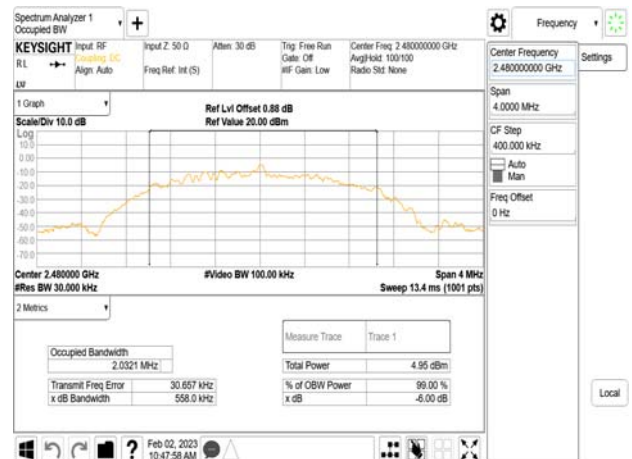 Spectrum Analyzer 1
Occupied BW
Frequency
KEYSIGHT Input: RF Input Z: 50 Ω Atten: 30 dB Trig: Free Run Center Freq: 2.480000000 GHz
RL Coupling: DC Gate: Off Avg|Hold: 100/100
Align: Auto Freq Ref: Int (S) #IF Gain: Low Radio Std: None
Center Frequency
2.480000000 GHz
Settings
Span
4.0000 MHz
CF Step
400.000 kHz
Auto
Man
Freq Offset
0 Hz
Local
1 Graph
Ref Lvl Offset 0.88 dB
Scale/Div 10.0 dB Ref Value 20.00 dBm
Log
10.0
0.00
-10.0
-20.0
-30.0
-40.0
-50.0
-60.0
-70.0
Center 2.480000 GHz #Video BW 100.00 kHz Span 4 MHz
#Res BW 30.000 kHz Sweep 13.4 ms (1001 pts)
2 Metrics
Measure Trace Trace 1
Occupied Bandwidth
2.0321 MHz Total Power 4.95 dBm
Transmit Freq Error 30.657 kHz % of OBW Power 99.00 %
x dB Bandwidth 558.0 kHz x dB -6.00 dB
Feb 02, 2023
10:47:58 AM